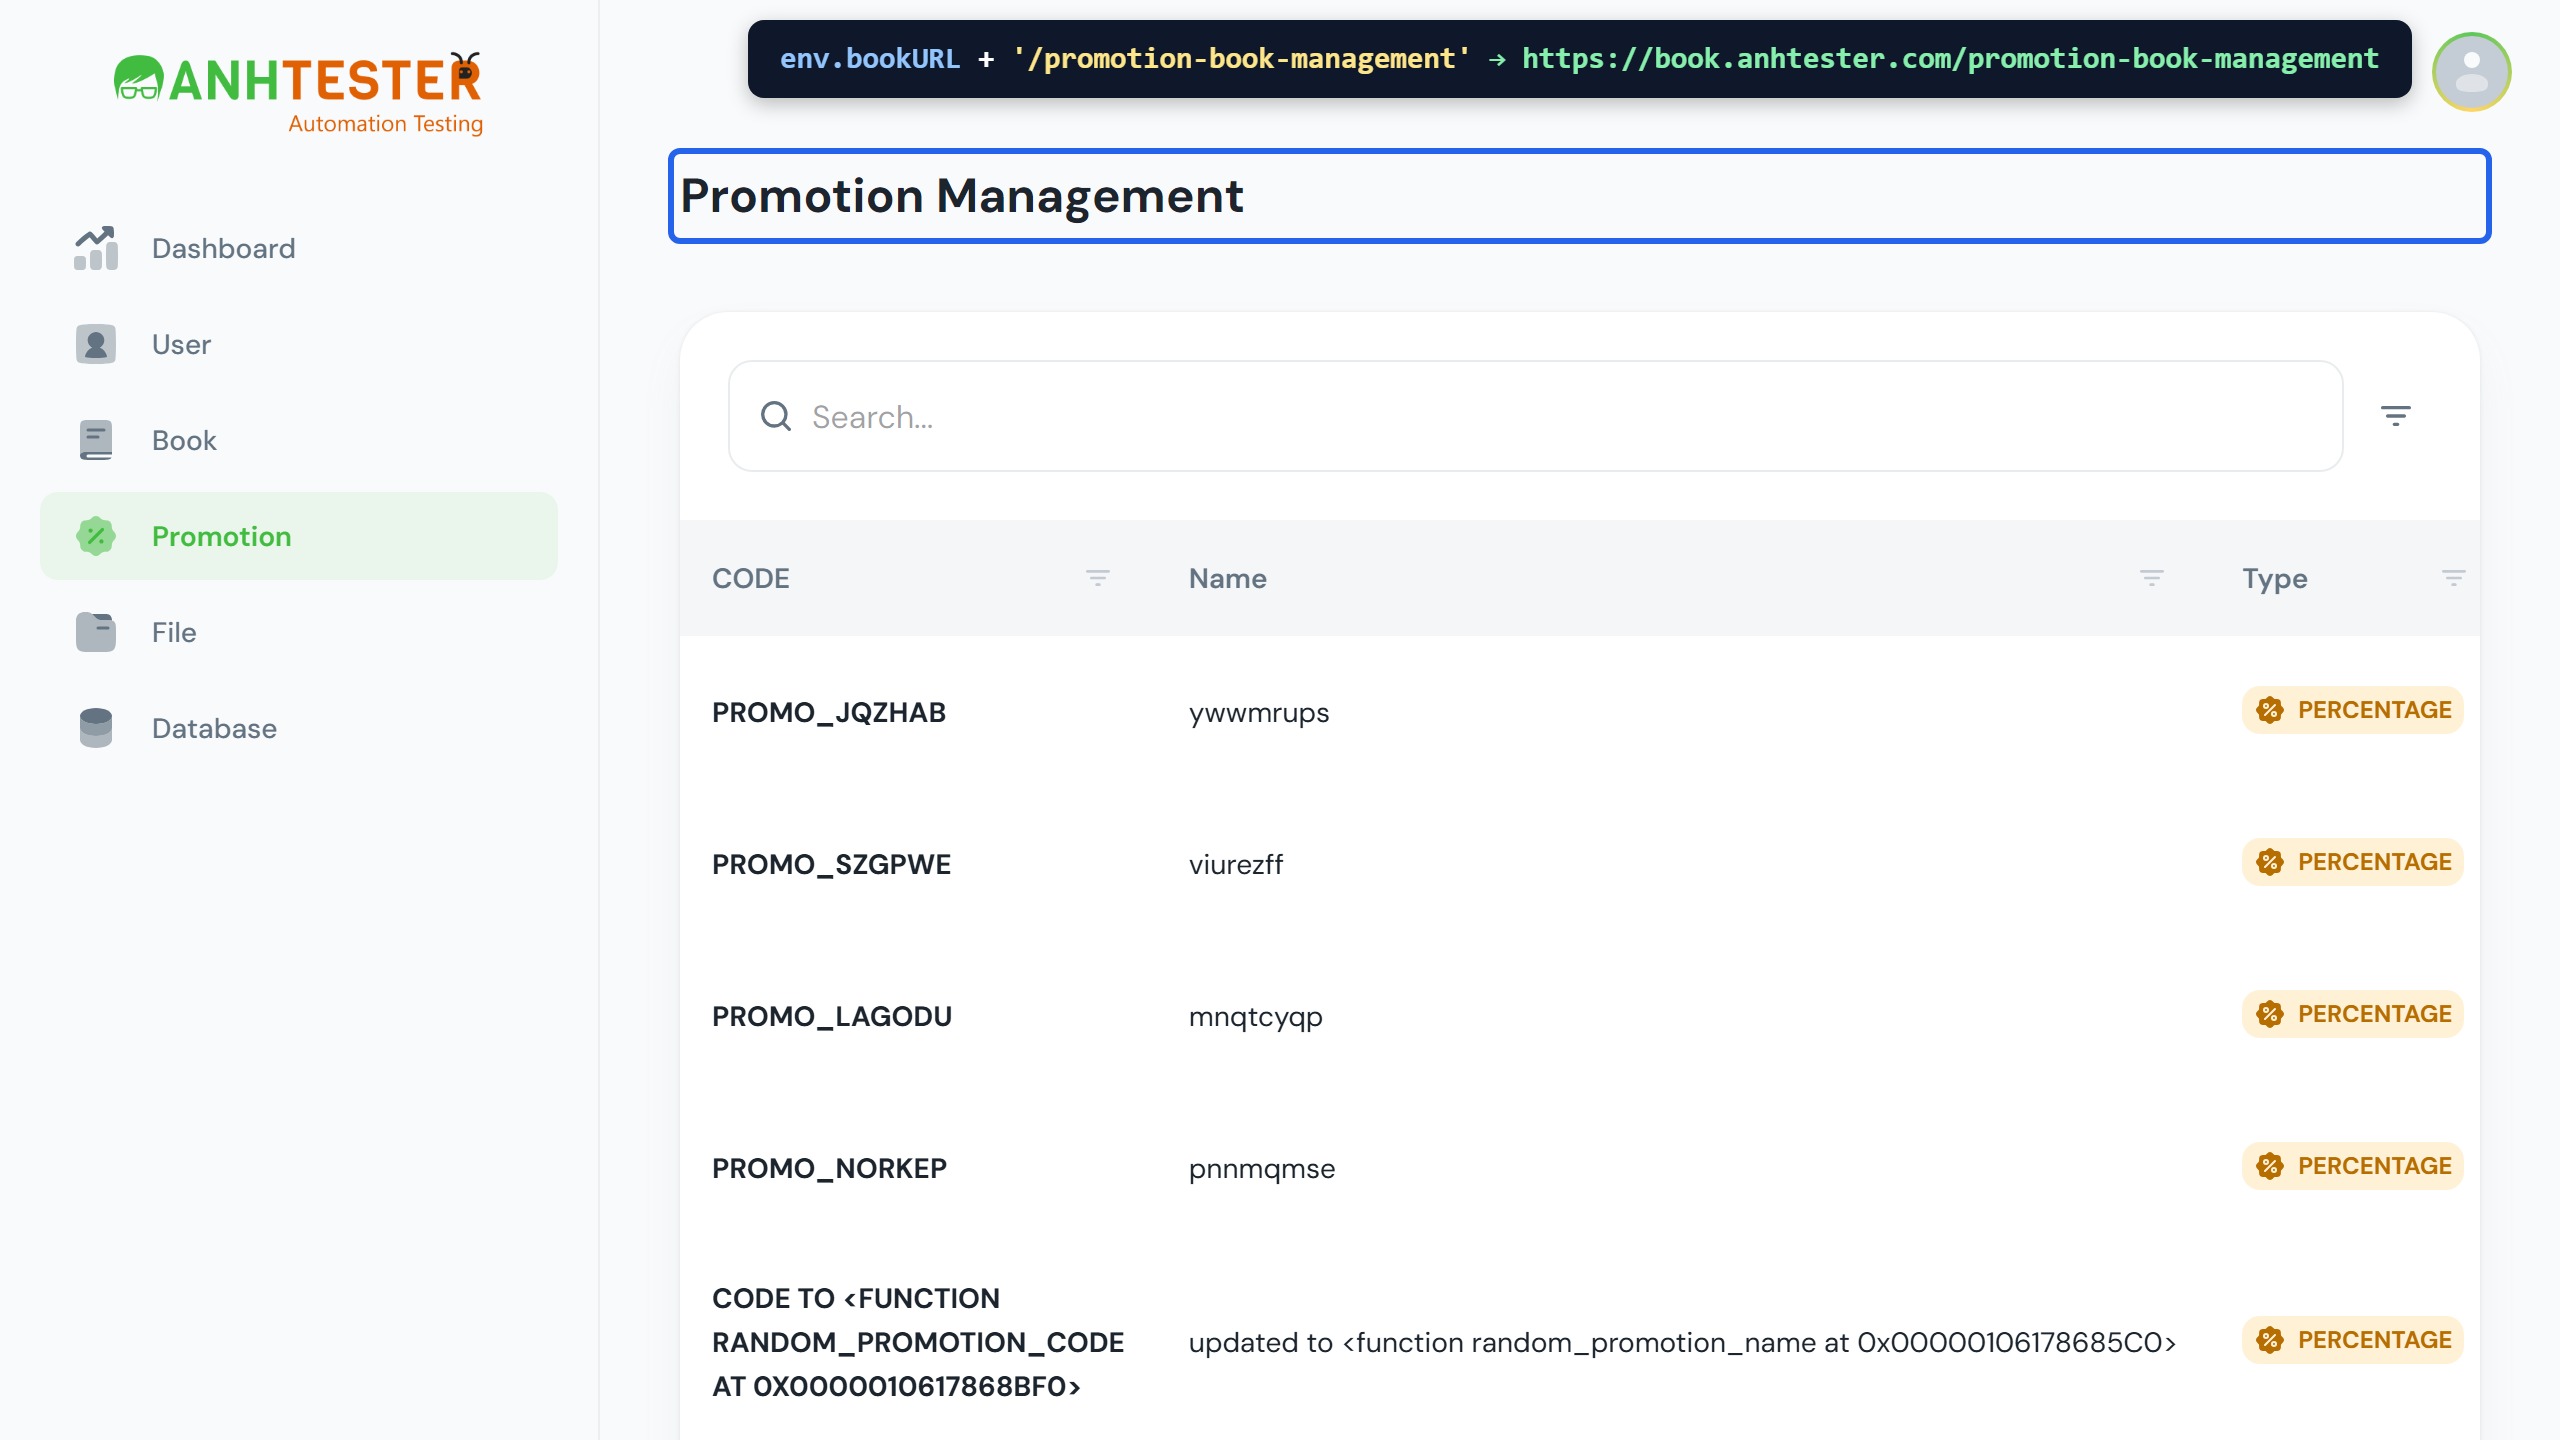 ANHTESTER
Automation Testing
env.bookURL + '/promotion-book-management' → https://book.anhtester.com/promotion-book-management
Promotion Management
Dashboard
User
Book
Promotion
File
Database
Search...
CODE Name Type
PROMO_JQZHAB ywwmrups PERCENTAGE
PROMO_SZGPWE viurezff PERCENTAGE
PROMO_LAGODU mnqtcyqp PERCENTAGE
PROMO_NORKEP pnnmqmse PERCENTAGE
CODE TO <FUNCTION
RANDOM_PROMOTION_CODE updated to <function random_promotion_name at 0x00000106178685C0> PERCENTAGE
AT 0X0000010617868BF0>